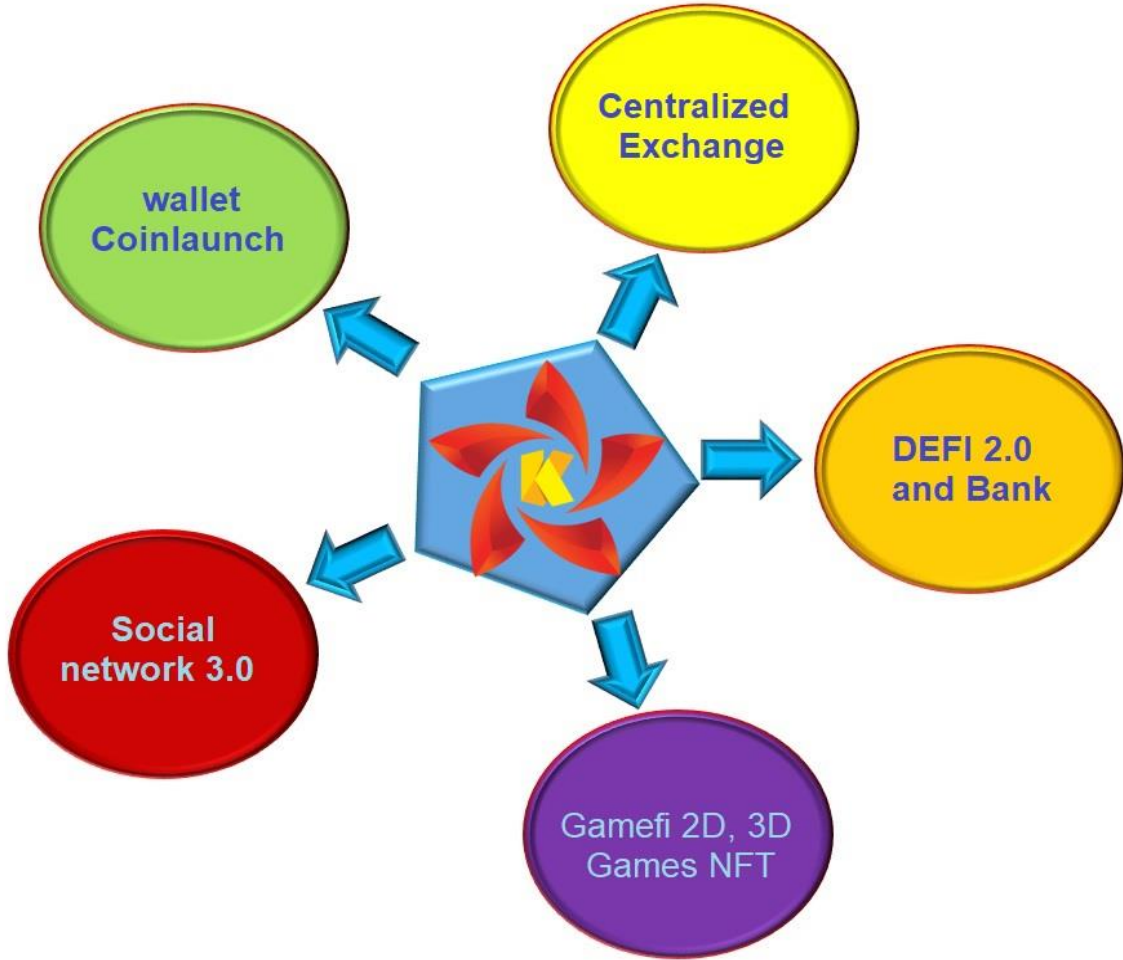 Centralized
Exchange
wallet
Coinlaunch
DEFI 2.0
and Bank
K
Social
network 3.0
Gamefi 2D, 3D
Games NFT